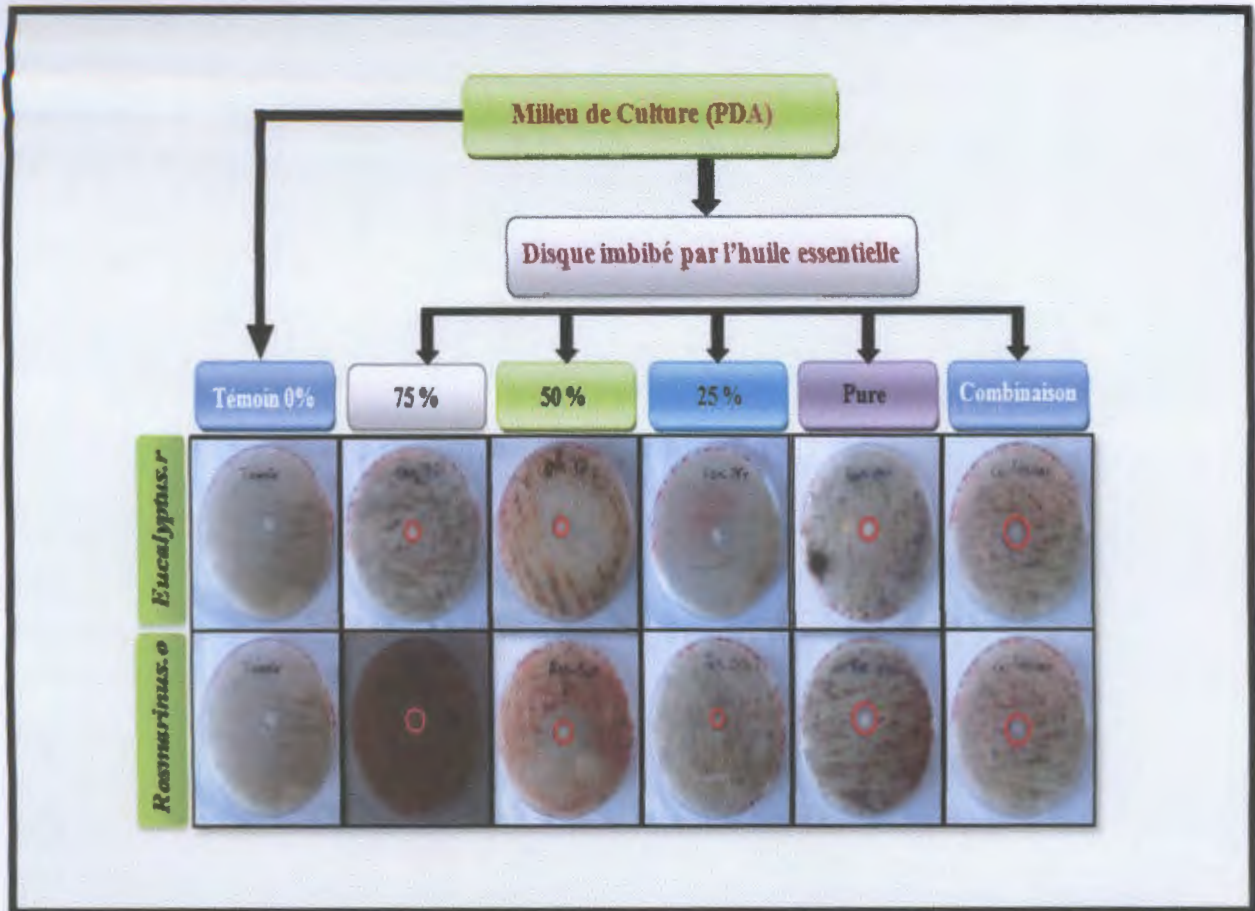 Milieu de Culture (PDA)
Disque imbibé par l'huile essentielle
Témoin 0%
75 %
50 %
25 %
Pure
Combinaison
Eucalyptus.r
Rosmarinus.o